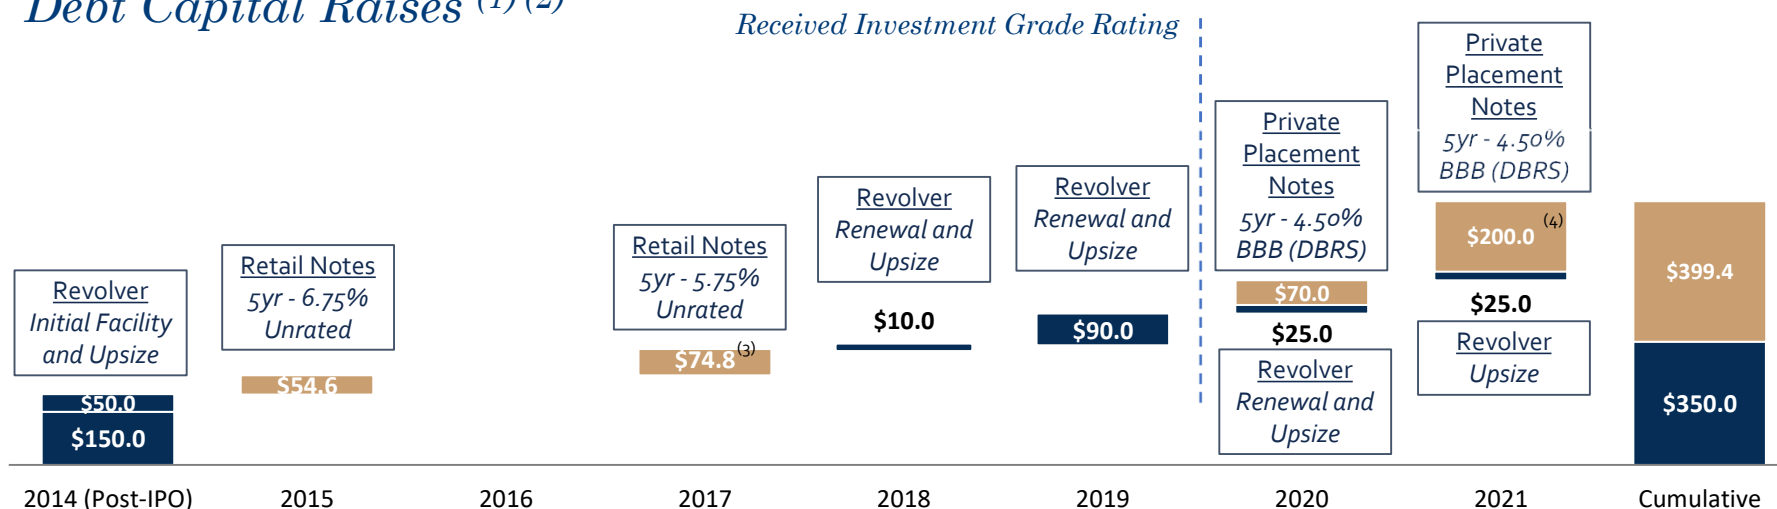 Debt Capital Raises (1) (2)
Received Investment Grade Rating
Revolver
Initial Facility
and Upsize
$50.0
$150.0
Retail Notes
5yr - 6.75%
Unrated
$54.6
Retail Notes
5yr - 5.75%
Unrated
$74.8 (3)
Revolver
Renewal and
Upsize
$10.0
Revolver
Renewal and
Upsize
$90.0
Private
Placement
Notes
5yr - 4.50%
BBB (DBRS)
$70.0
$25.0
Revolver
Renewal and
Upsize
Private
Placement
Notes
5yr - 4.50%
BBB (DBRS)
$200.0 (4)
$25.0
Revolver
Upsize
$399.4
$350.0
2014 (Post-IPO) 2015 2016 2017 2018 2019 2020 2021 Cumulative